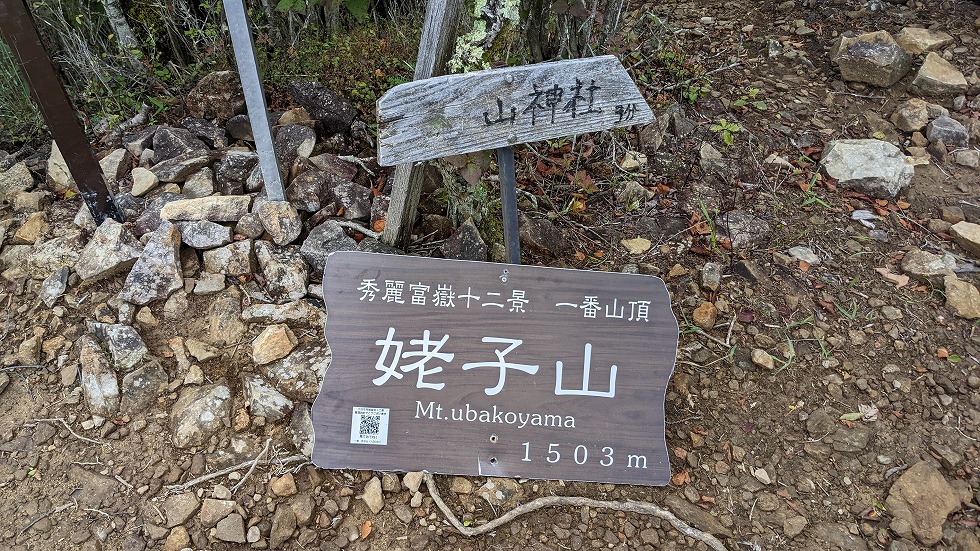 山神社
秀麗富嶽十二景 一番山頂
姥子山
Mt.ubakoyama
1503m